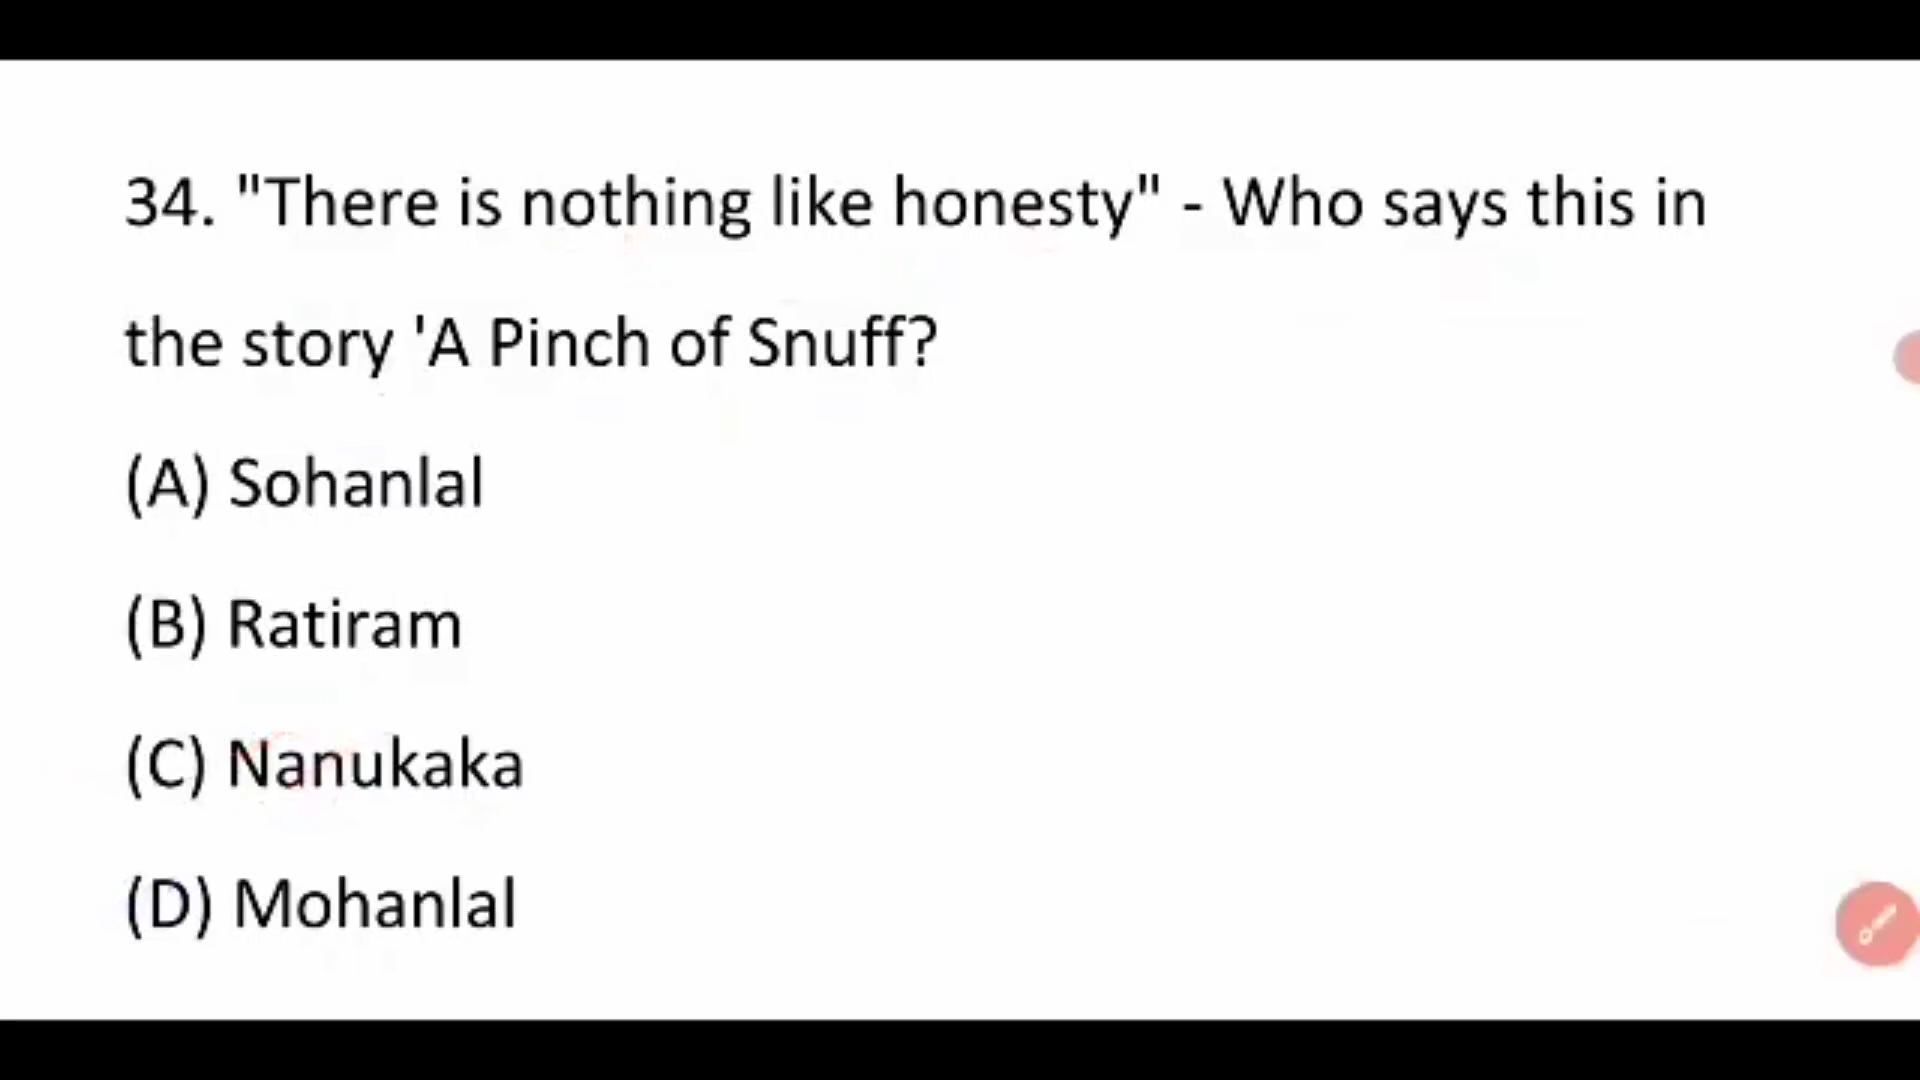 34. "There is nothing like honesty" - Who says this in
the story 'A Pinch of Snuff?
(A) Sohanlal
(B) Ratiram
(C) Nanukaka
(D) Mohanlal